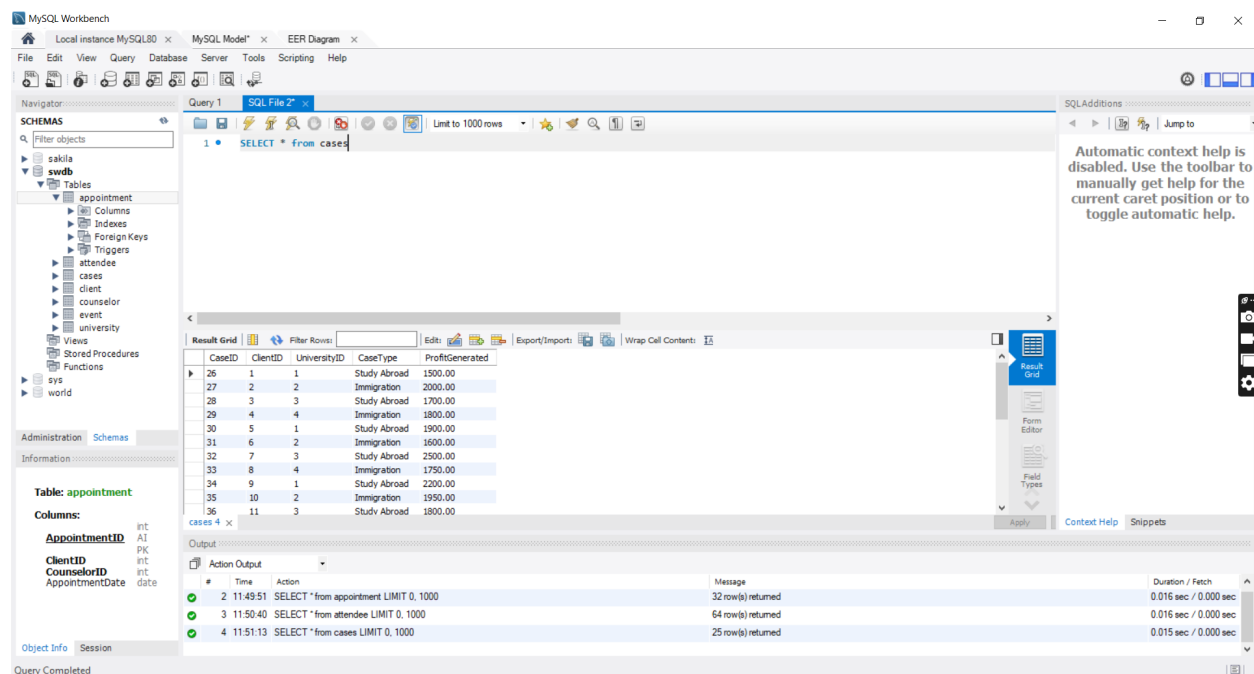 MySQL Workbench
Local instance MySQL80 × MySQL Model* × EER Diagram ×
File Edit View Query Database Server Tools Scripting Help
Navigator
SCHEMAS
Filter objects
sakila
swdb
Tables
appointment
Columns
Indexes
Foreign Keys
Triggers
attendee
cases
client
counselor
event
university
Views
Stored Procedures
Functions
sys
world
Administration Schemas
Information
Table: appointment
Columns:
AppointmentID int AI PK
ClientID int
CounselorID int
AppointmentDate date
Object Info Session
Query Completed
Query 1 SQL File 2* ×
Limit to 1000 rows
1 SELECT * from cases
Result Grid Filter Rows: Edit: Export/Import: Wrap Cell Content:
CaseID ClientID UniversityID CaseType ProfitGenerated
26 1 1 Study Abroad 1500.00
27 2 2 Immigration 2000.00
28 3 3 Study Abroad 1700.00
29 4 4 Immigration 1800.00
30 5 1 Study Abroad 1900.00
31 6 2 Immigration 1600.00
32 7 3 Study Abroad 2500.00
33 8 4 Immigration 1750.00
34 9 1 Study Abroad 2200.00
35 10 2 Immigration 1950.00
36 11 3 Study Abroad 1800.00
Result Grid
Form Editor
Field Types
cases 4 ×
Apply
Output
Action Output
# Time Action Message Duration / Fetch
2 11:49:51 SELECT * from appointment LIMIT 0, 1000 32 row(s) returned 0.016 sec / 0.000 sec
3 11:50:40 SELECT * from attendee LIMIT 0, 1000 64 row(s) returned 0.016 sec / 0.000 sec
4 11:51:13 SELECT * from cases LIMIT 0, 1000 25 row(s) returned 0.015 sec / 0.000 sec
SQLAdditions
Jump to
Automatic context help is
disabled. Use the toolbar to
manually get help for the
current caret position or to
toggle automatic help.
Context Help Snippets